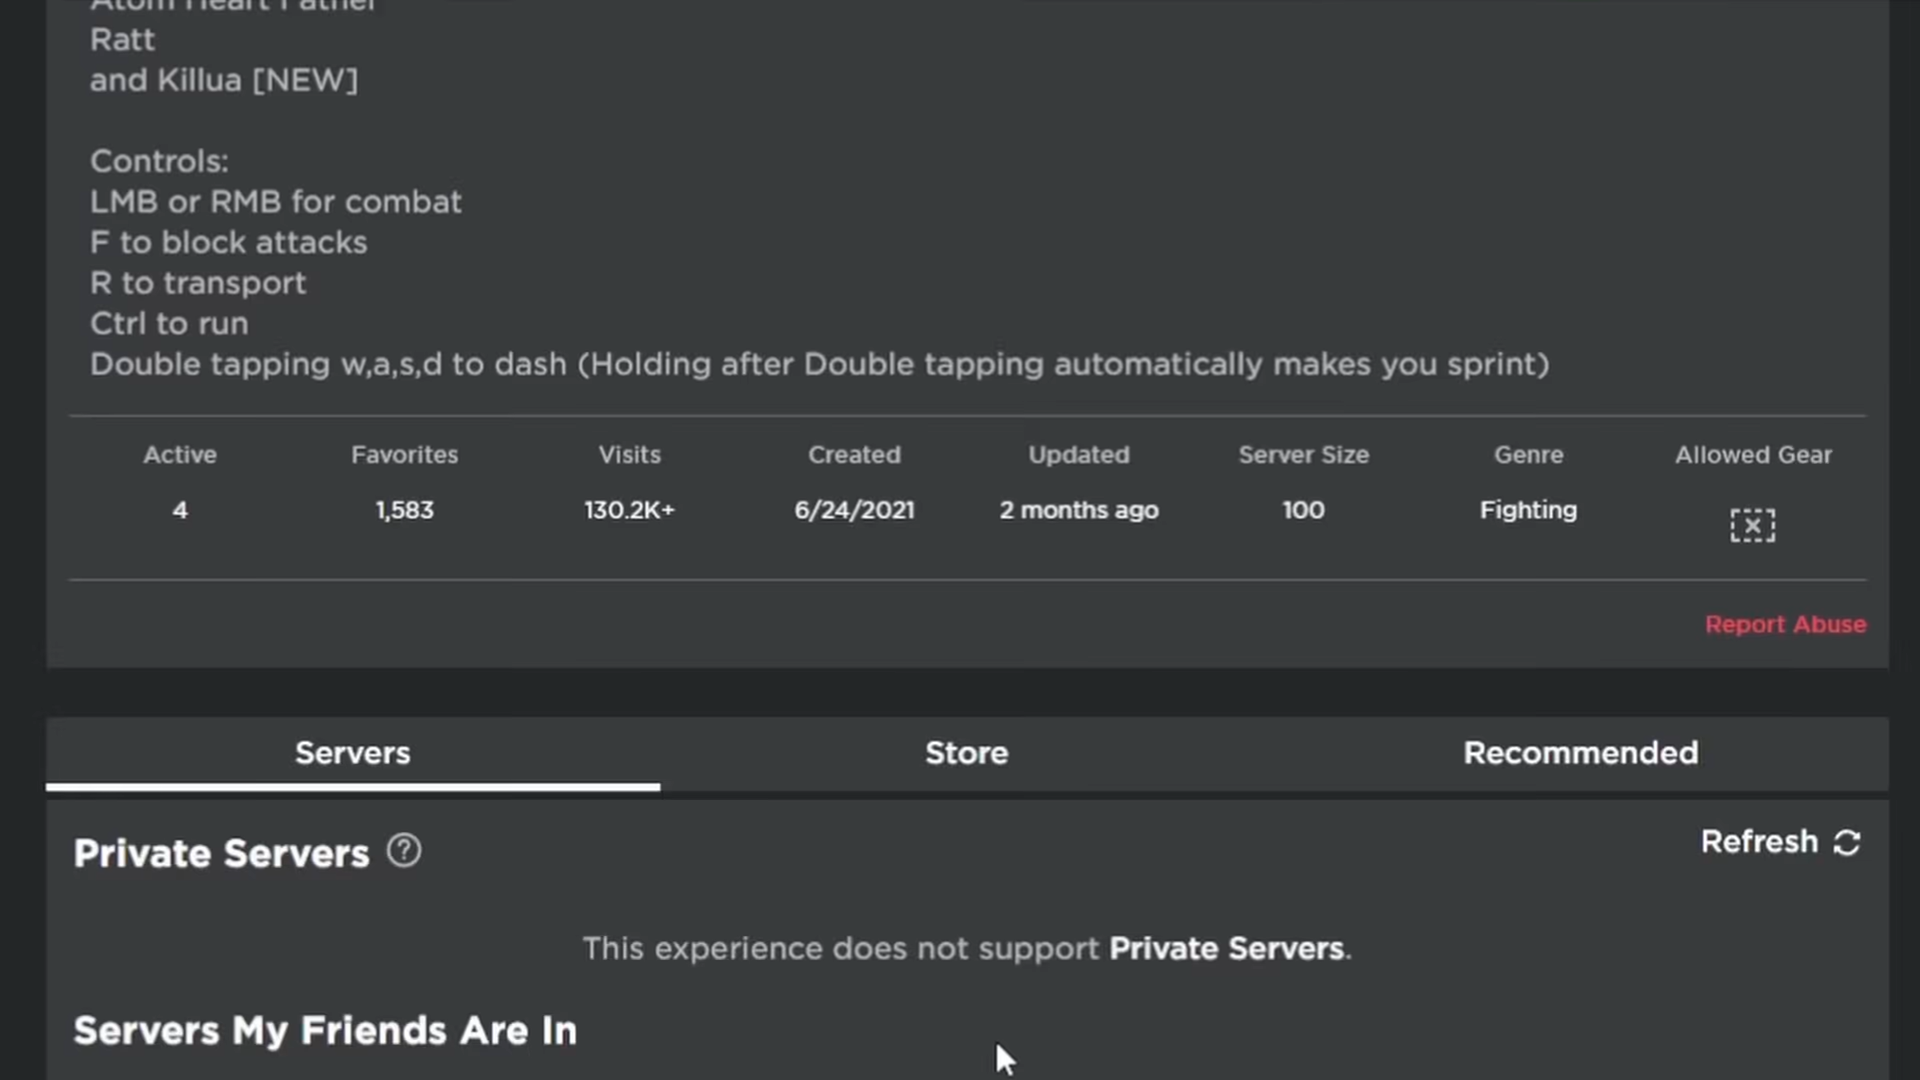 Atom Heart Father
Ratt
and Killua [NEW]
Controls:
LMB or RMB for combat
F to block attacks
R to transport
Ctrl to run
Double tapping w,a,s,d to dash (Holding after Double tapping automatically makes you sprint)
Active Favorites Visits Created Updated Server Size Genre Allowed Gear
4 1,583 130.2K+ 6/24/2021 2 months ago 100 Fighting
Report Abuse
Servers Store Recommended
Private Servers
Refresh
This experience does not support Private Servers.
Servers My Friends Are In